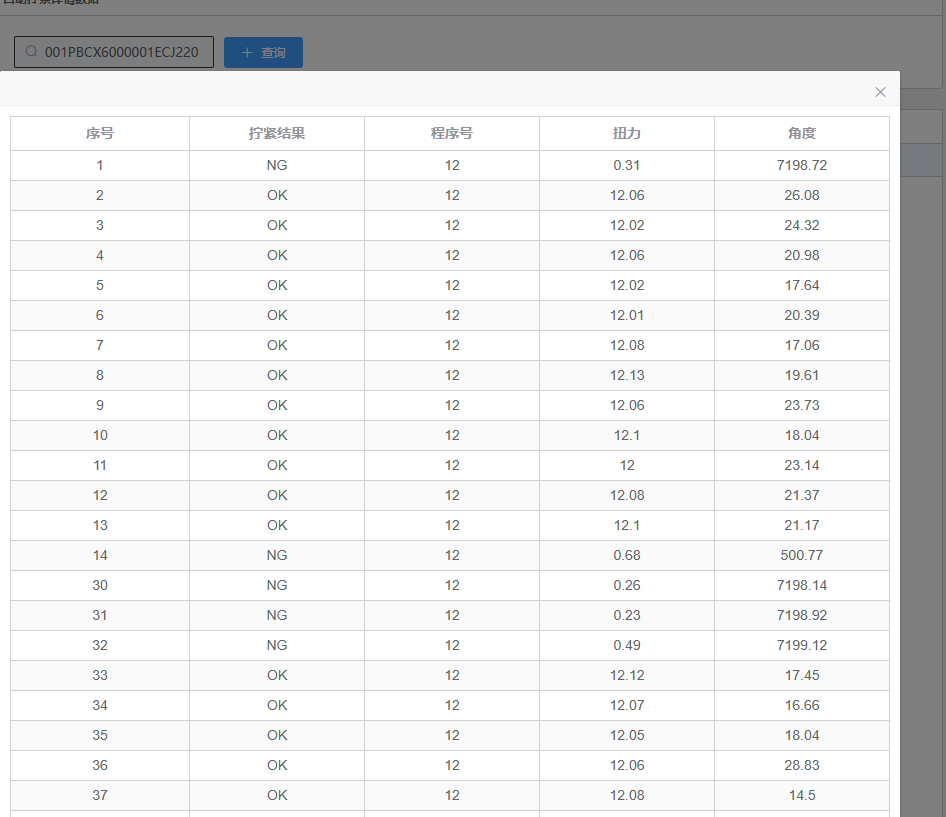 自动拧紧详情数据
001PBCX6000001ECJ220
+ 查询
×
序号 拧紧结果 程序号 扭力 角度
1 NG 12 0.31 7198.72
2 OK 12 12.06 26.08
3 OK 12 12.02 24.32
4 OK 12 12.06 20.98
5 OK 12 12.02 17.64
6 OK 12 12.01 20.39
7 OK 12 12.08 17.06
8 OK 12 12.13 19.61
9 OK 12 12.06 23.73
10 OK 12 12.1 18.04
11 OK 12 12 23.14
12 OK 12 12.08 21.37
13 OK 12 12.1 21.17
14 NG 12 0.68 500.77
30 NG 12 0.26 7198.14
31 NG 12 0.23 7198.92
32 NG 12 0.49 7199.12
33 OK 12 12.12 17.45
34 OK 12 12.07 16.66
35 OK 12 12.05 18.04
36 OK 12 12.06 28.83
37 OK 12 12.08 14.5